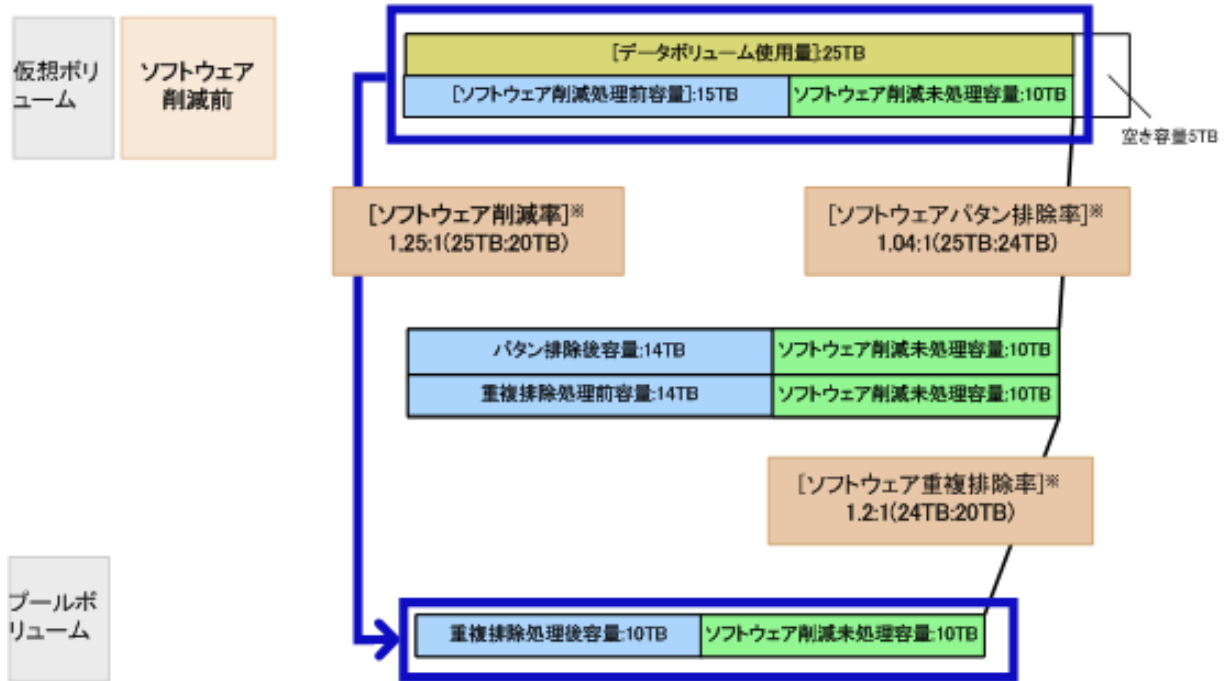 仮想ボリ
ューム
ソフトウェア
削減前
[データボリューム使用量]:25TB
[ソフトウェア削減処理前容量]:15TB
ソフトウェア削減未処理容量:10TB
空き容量5TB
[ソフトウェア削減率]※
1.25:1(25TB:20TB)
[ソフトウェアパタン排除率]※
1.04:1(25TB:24TB)
パタン排除後容量:14TB
ソフトウェア削減未処理容量:10TB
重複排除処理前容量:14TB
ソフトウェア削減未処理容量:10TB
[ソフトウェア重複排除率]※
1.2:1(24TB:20TB)
プールボ
リューム
重複排除処理後容量:10TB
ソフトウェア削減未処理容量:10TB